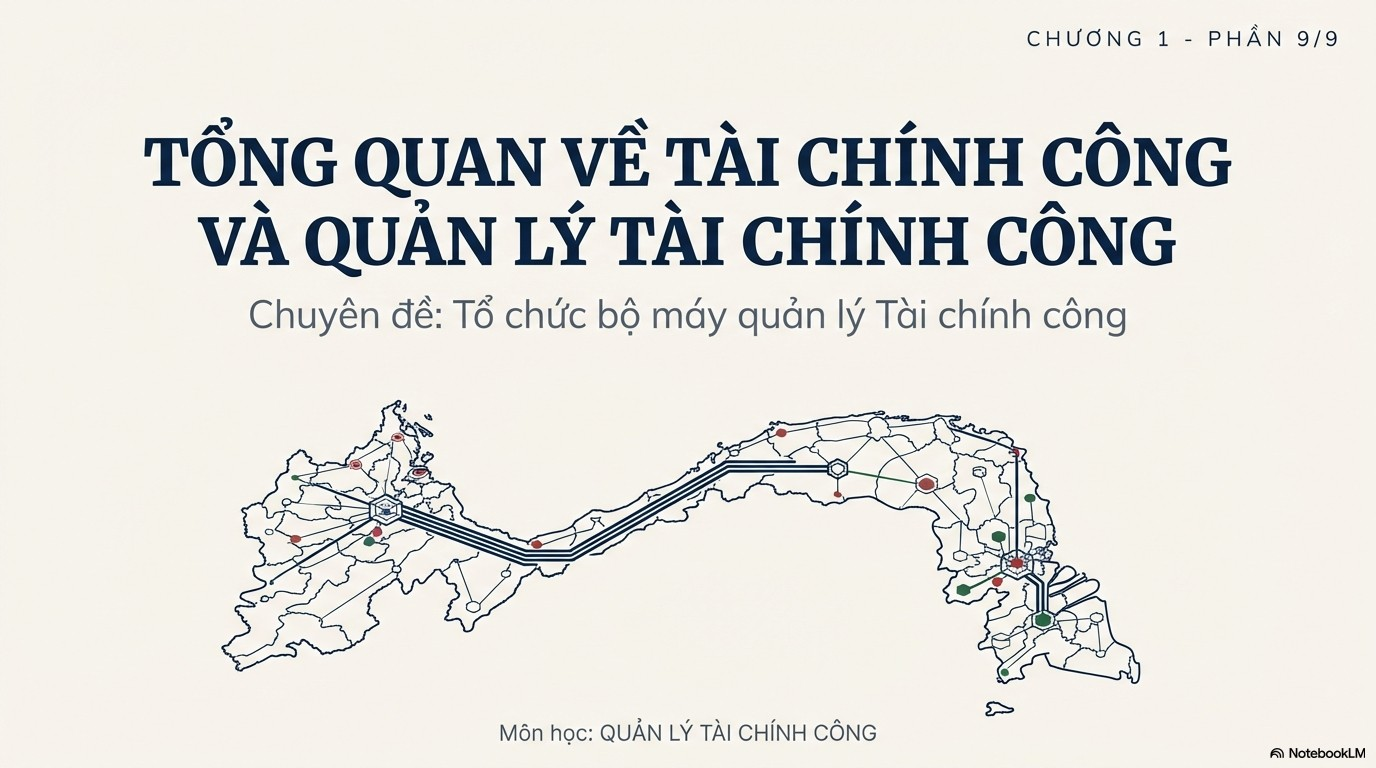 CHƯƠNG 1 - PHẦN 9/9
TỔNG QUAN VỀ TÀI CHÍNH CÔNG
VÀ QUẢN LÝ TÀI CHÍNH CÔNG
Chuyên đề: Tổ chức bộ máy quản lý Tài chính công
Môn học: QUẢN LÝ TÀI CHÍNH CÔNG
NotebookLM